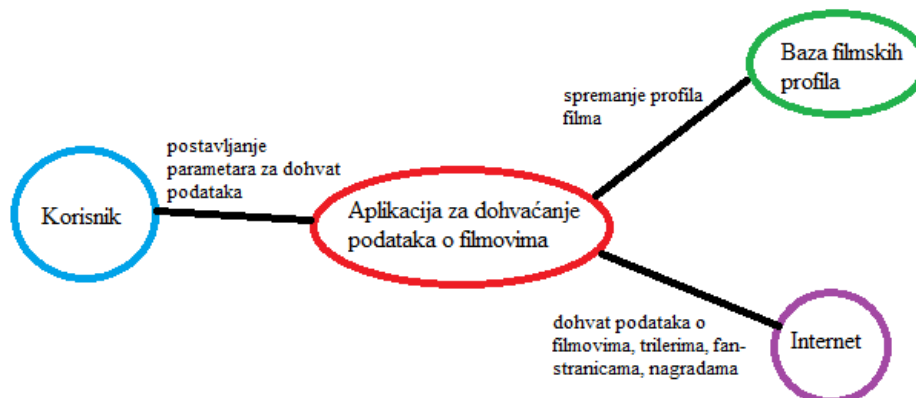 Baza filmskih
profila
spremanje profila
filma
postavljanje
parametara za dohvat
podataka
Korisnik
Aplikacija za dohvaćanje
podataka o filmovima
dohvat podataka o
filmovima, trilerima, fan-
stranicama, nagradama
Internet